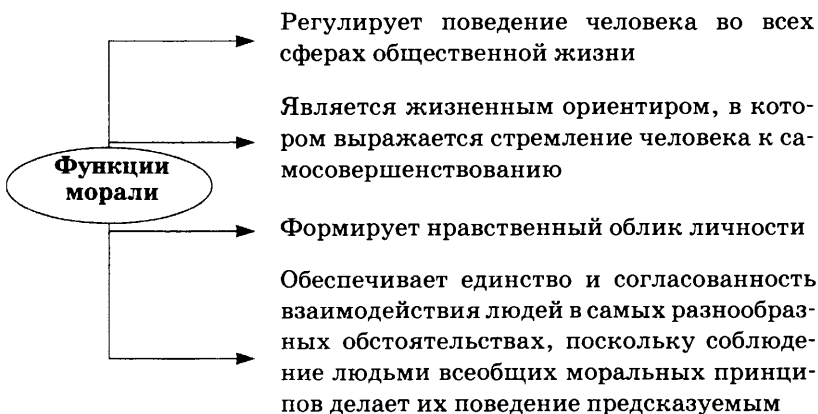 Регулирует поведение человека во всех
сферах общественной жизни
Является жизненным ориентиром, в кото-
ром выражается стремление человека к са-
мосовершенствованию
Функции
морали
Формирует нравственный облик личности
Обеспечивает единство и согласованность
взаимодействия людей в самых разнообраз-
ных обстоятельствах, поскольку соблюде-
ние людьми всеобщих моральных принци-
пов делает их поведение предсказуемым